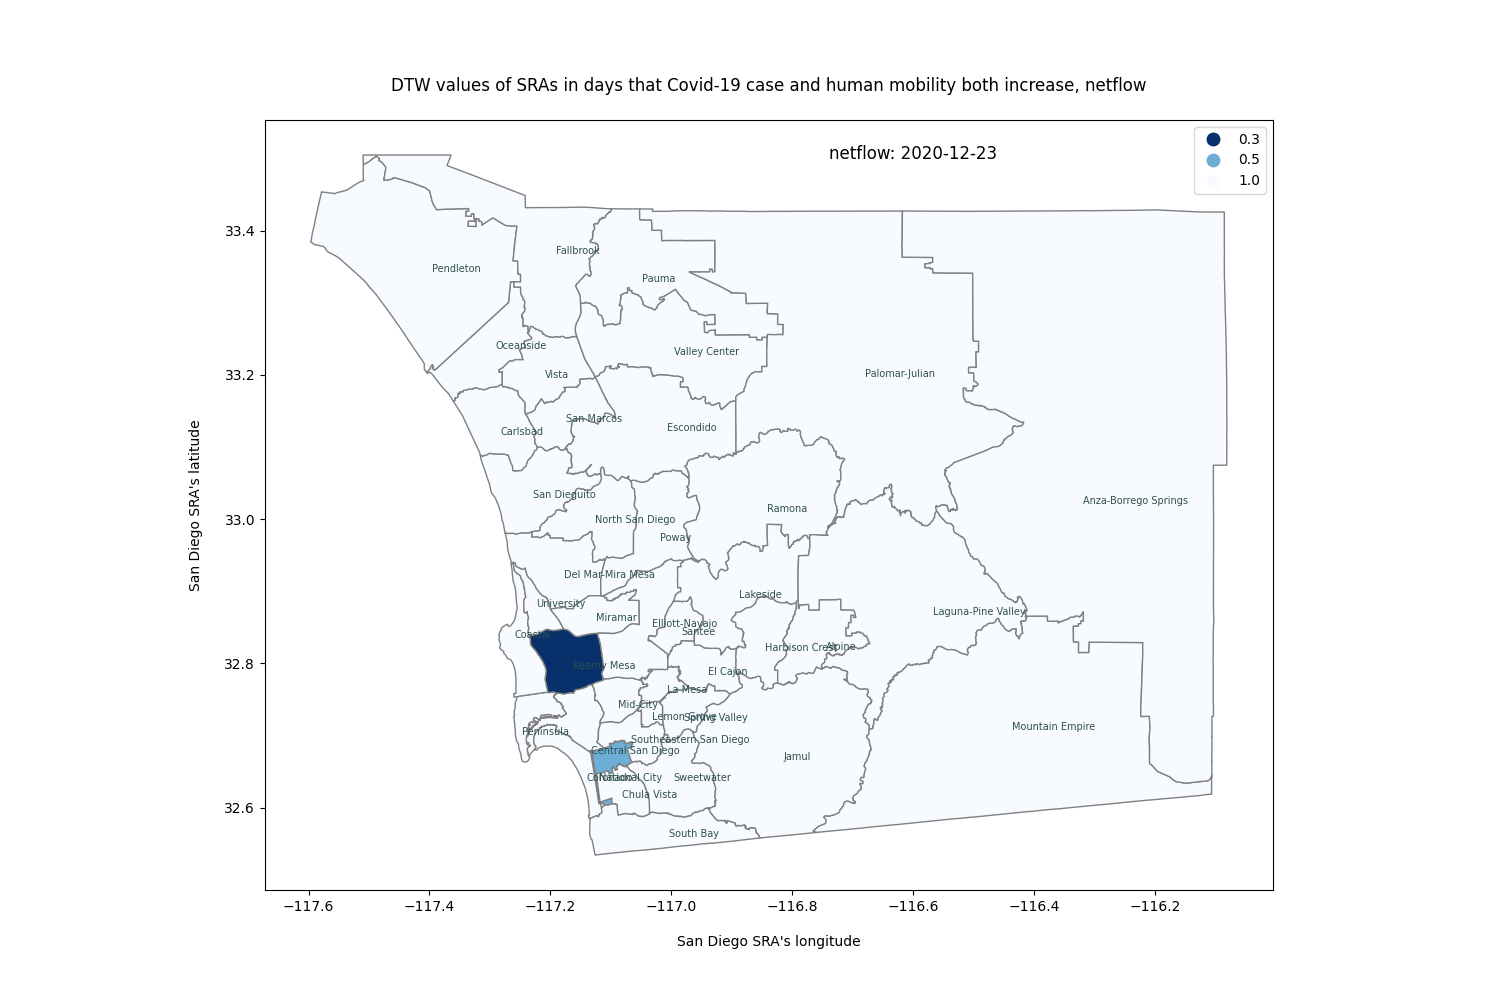 DTW values of SRAs in days that Covid-19 case and human mobility both increase, netflow
netflow: 2020-12-23
0.3
0.5
1.0
33.4
33.2
33.0
32.8
32.6
San Diego SRA's latitude
Fallbrook
Pendleton
Pauma
Oceanside
Valley Center
Vista
Palomar-Julian
San Marcos
Carlsbad
Escondido
San Dieguito
Anza-Borrego Springs
Ramona
North San Diego
Poway
Del Mar-Mira Mesa
Lakeside
University
Miramar
Laguna-Pine Valley
Elliott-Navajo
Santee
Coastal
Harbison Crest
Alpine
Kearny Mesa
El Cajon
La Mesa
Mid-City
Lemon Grove
Spring Valley
Mountain Empire
Peninsula
Southeastern San Diego
Central San Diego
Jamul
Coronado
National City
Sweetwater
Chula Vista
South Bay
−117.6
−117.4
−117.2
−117.0
−116.8
−116.6
−116.4
−116.2
San Diego SRA's longitude